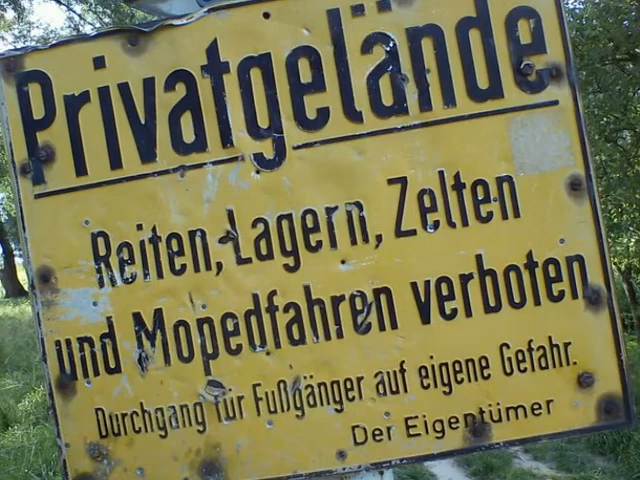 Privatgelände
Reiten, Lagern, Zelten
und Mopedfahren verboten
Durchgang für Fußgänger auf eigene Gefahr.
Der Eigentümer